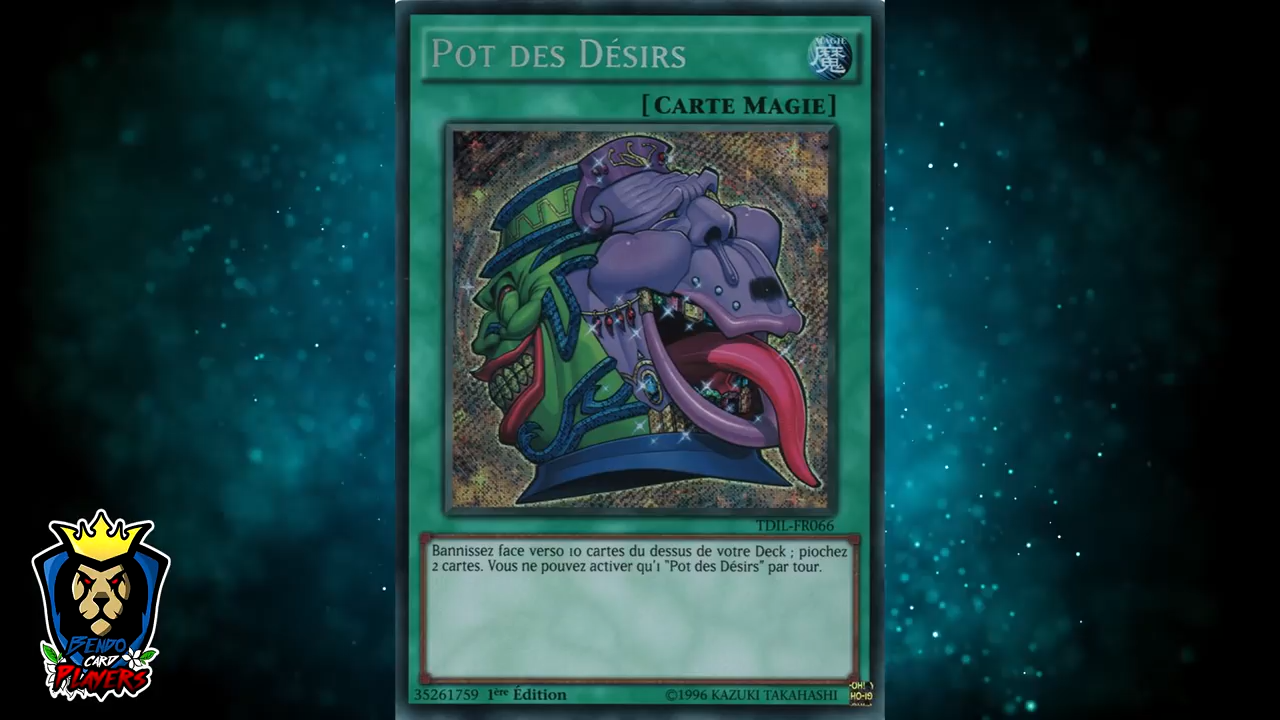 Pot des Désirs
MAGIE
魔
[Carte Magie]
TDIL-FR066
Bannissez face verso 10 cartes du dessus de votre Deck ; piochez
2 cartes. Vous ne pouvez activer qu'1 "Pot des Désirs" par tour.
35261759 1ère Édition
©1996 KAZUKI TAKAHASHI
BENDO
CARD
PLAYERS